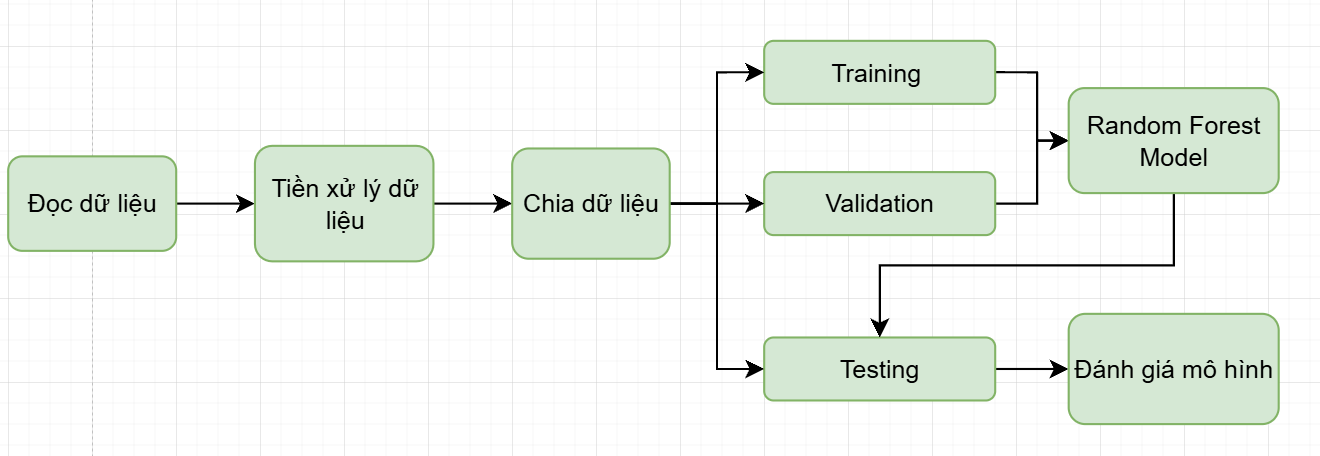 Đọc dữ liệu
Tiền xử lý dữ
liệu
Chia dữ liệu
Training
Validation
Testing
Random Forest
Model
Đánh giá mô hình